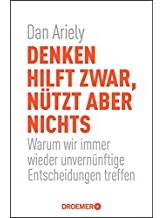 Dan Ariely
DENKEN
HILFT ZWAR,
NÜTZT ABER
NICHTS
Warum wir immer
wieder unvernünftige
Entscheidungen treffen
DROEMER